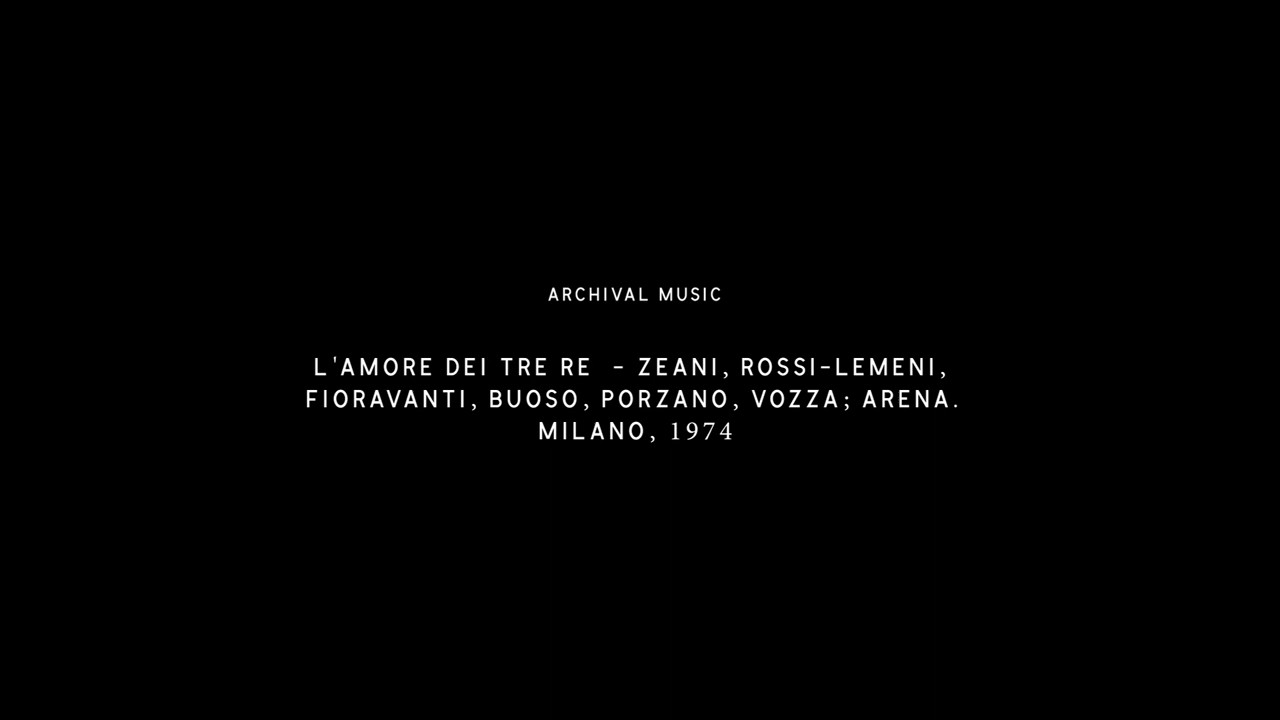 ARCHIVAL MUSIC
L'AMORE DEI TRE RE - ZEANI, ROSSI-LEMENI,
FIORAVANTI, BUOSO, PORZANO, VOZZA; ARENA.
MILANO, 1974